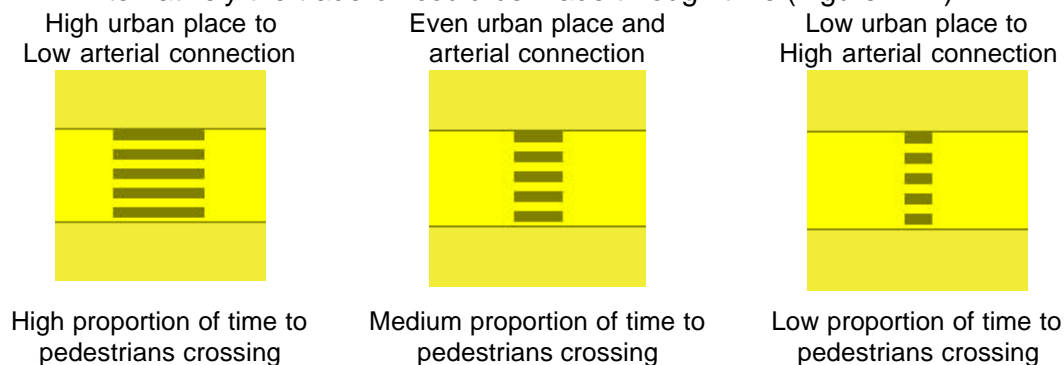 High urban place to
Low arterial connection
Even urban place and
arterial connection
Low urban place to
High arterial connection
High proportion of time to
pedestrians crossing
Medium proportion of time to
pedestrians crossing
Low proportion of time to
pedestrians crossing